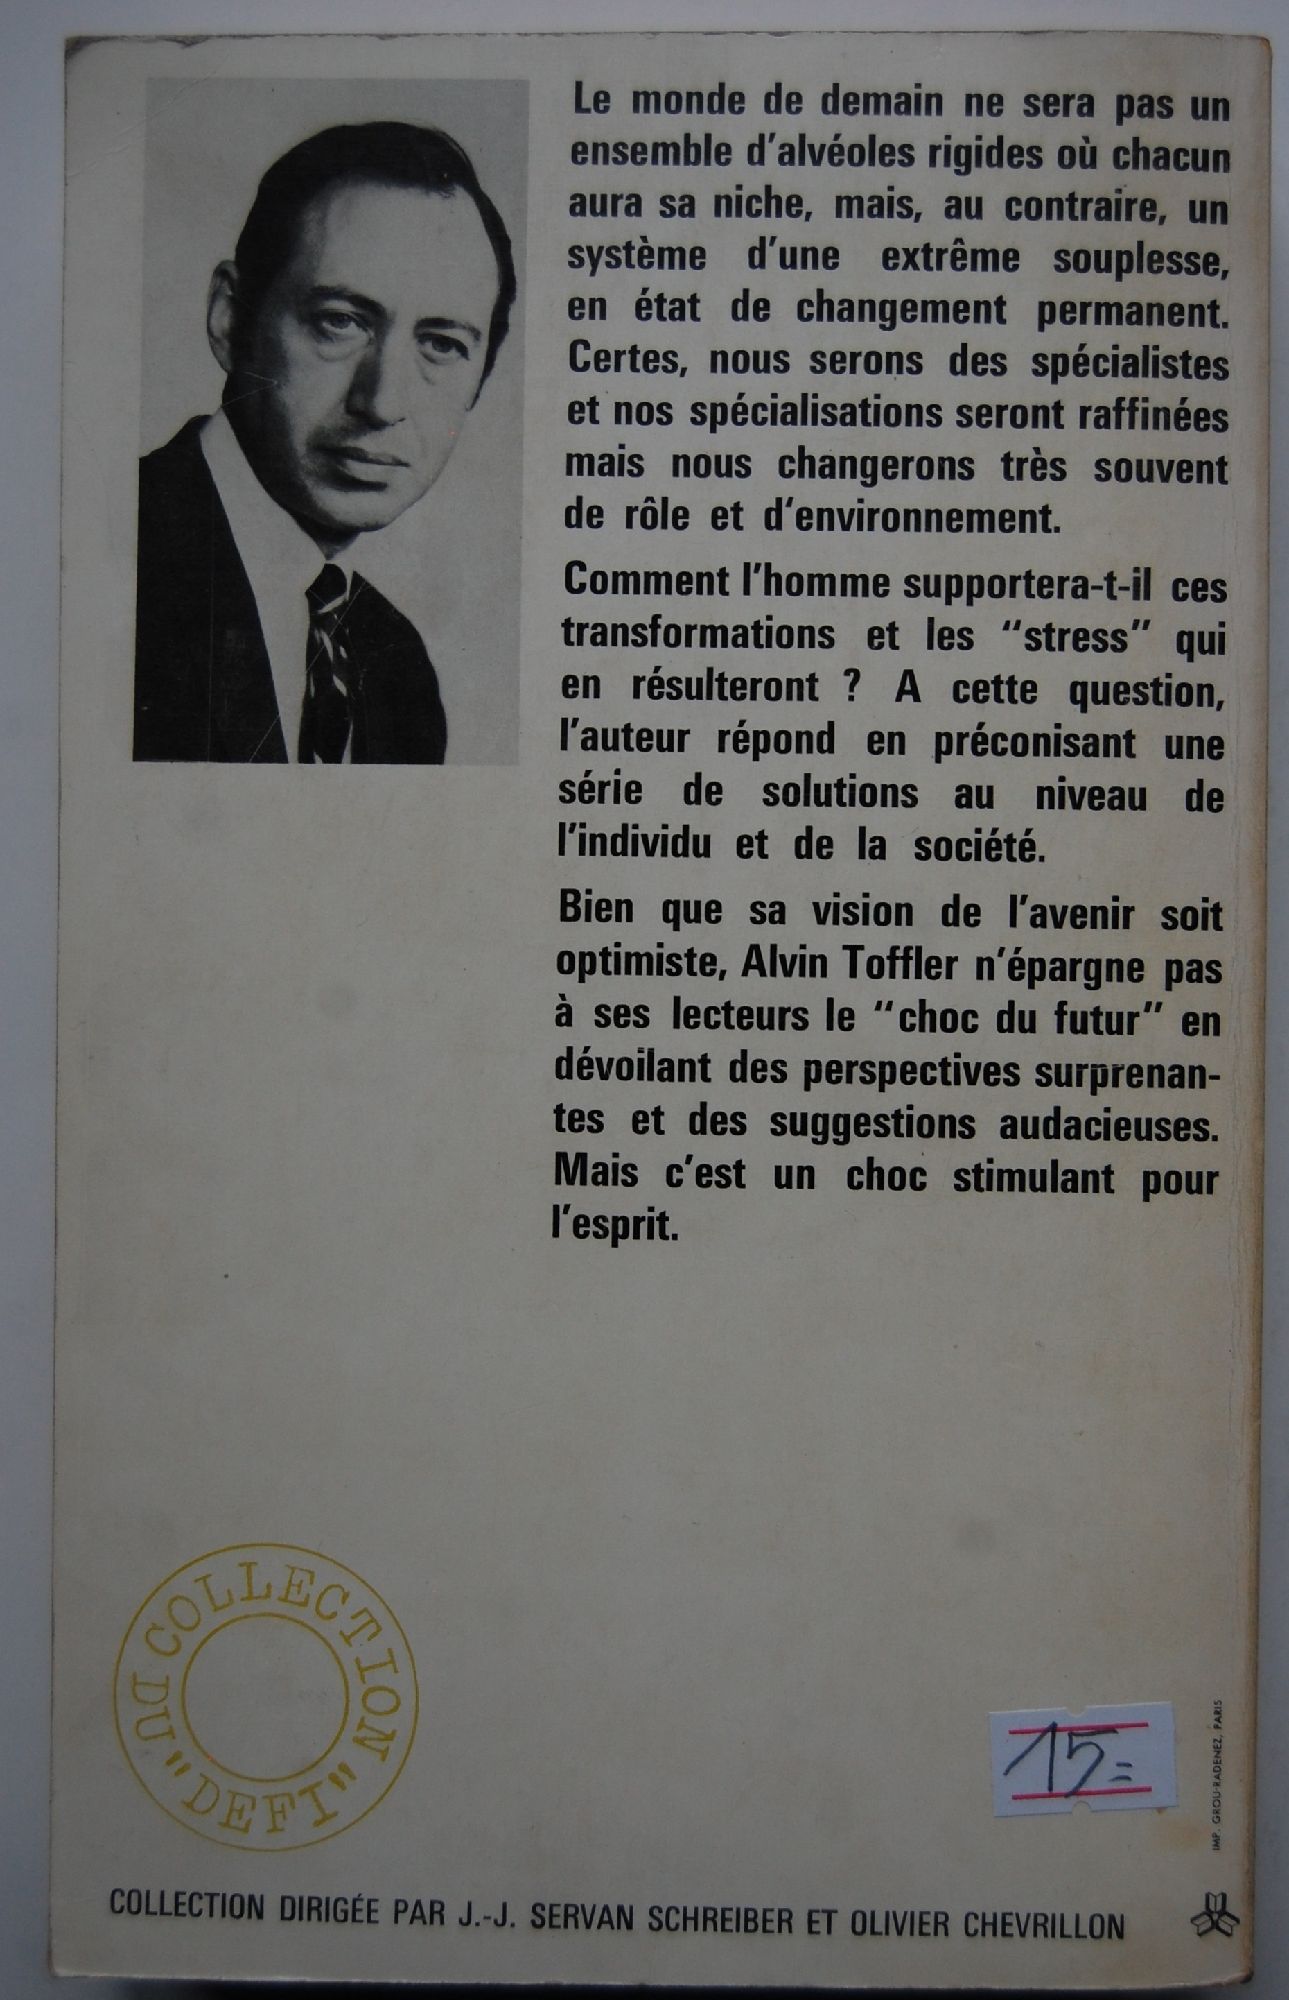 Le monde de demain ne sera pas un
ensemble d'alvéoles rigides où chacun
aura sa niche, mais, au contraire, un
système d'une extrême souplesse,
en état de changement permanent.
Certes, nous serons des spécialistes
et nos spécialisations seront raffinées
mais nous changerons très souvent
de rôle et d'environnement.
Comment l'homme supportera-t-il ces
transformations et les "stress" qui
en résulteront ? A cette question,
l'auteur répond en préconisant une
série de solutions au niveau de
l'individu et de la société.
Bien que sa vision de l'avenir soit
optimiste, Alvin Toffler n'épargne pas
à ses lecteurs le "choc du futur" en
dévoilant des perspectives surprenan-
tes et des suggestions audacieuses.
Mais c'est un choc stimulant pour
l'esprit.
DU COLLECTION
"DEFI"
15=
IMP. GROU-RADENEZ, PARIS
COLLECTION DIRIGÉE PAR J.-J. SERVAN SCHREIBER ET OLIVIER CHEVRILLON